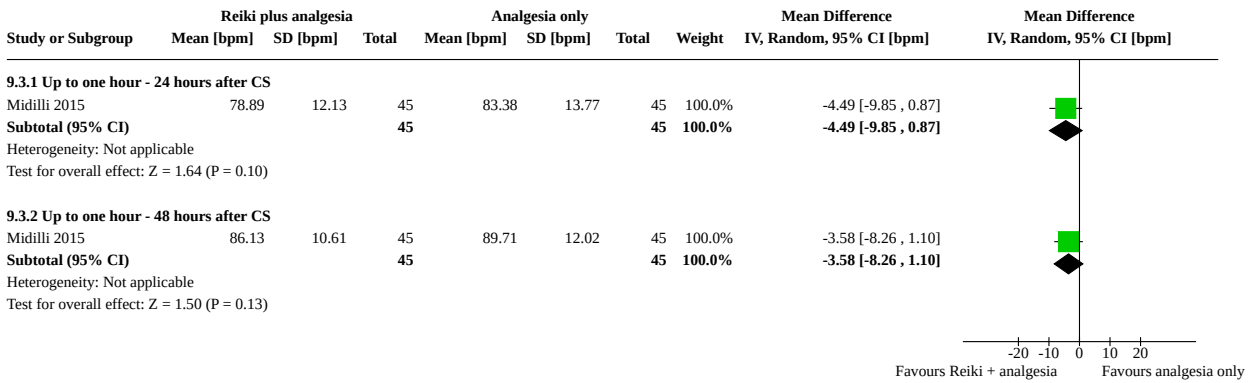 Reiki plus analgesia Analgesia only Mean Difference Mean Difference
Study or Subgroup Mean [bpm] SD [bpm] Total Mean [bpm] SD [bpm] Total Weight IV, Random, 95% CI [bpm] IV, Random, 95% CI [bpm]
9.3.1 Up to one hour - 24 hours after CS
Midilli 2015 78.89 12.13 45 83.38 13.77 45 100.0% -4.49 [-9.85 , 0.87]
Subtotal (95% CI) 45 45 100.0% -4.49 [-9.85 , 0.87]
Heterogeneity: Not applicable
Test for overall effect: Z = 1.64 (P = 0.10)
9.3.2 Up to one hour - 48 hours after CS
Midilli 2015 86.13 10.61 45 89.71 12.02 45 100.0% -3.58 [-8.26 , 1.10]
Subtotal (95% CI) 45 45 100.0% -3.58 [-8.26 , 1.10]
Heterogeneity: Not applicable
Test for overall effect: Z = 1.50 (P = 0.13)
-20 -10 0 10 20
Favours Reiki + analgesia Favours analgesia only